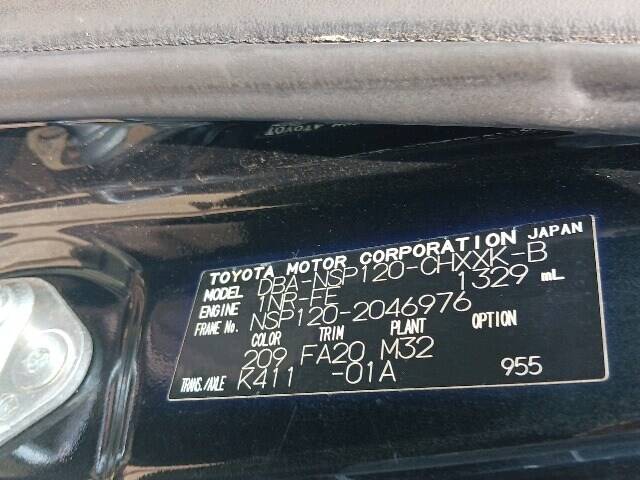 TOYOTA MOTOR CORPORATION JAPAN
MODEL DBA-NSP120-CHXXK-B
ENGINE 1NR-FE 1329 mL
FRAME No. NSP120-2046976
COLOR TRIM PLANT OPTION
209 FA20 M32
TRANS./AXLE K411 -01A 955